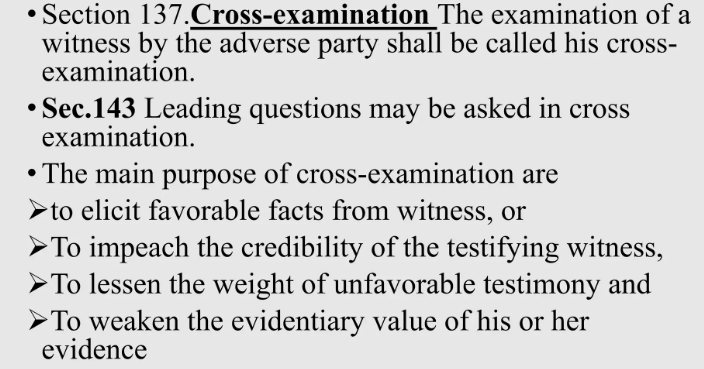 • Section 137.Cross-examination The examination of a
witness by the adverse party shall be called his cross-
examination.
• Sec.143 Leading questions may be asked in cross
examination.
• The main purpose of cross-examination are
➢to elicit favorable facts from witness, or
➢To impeach the credibility of the testifying witness,
➢To lessen the weight of unfavorable testimony and
➢To weaken the evidentiary value of his or her
evidence